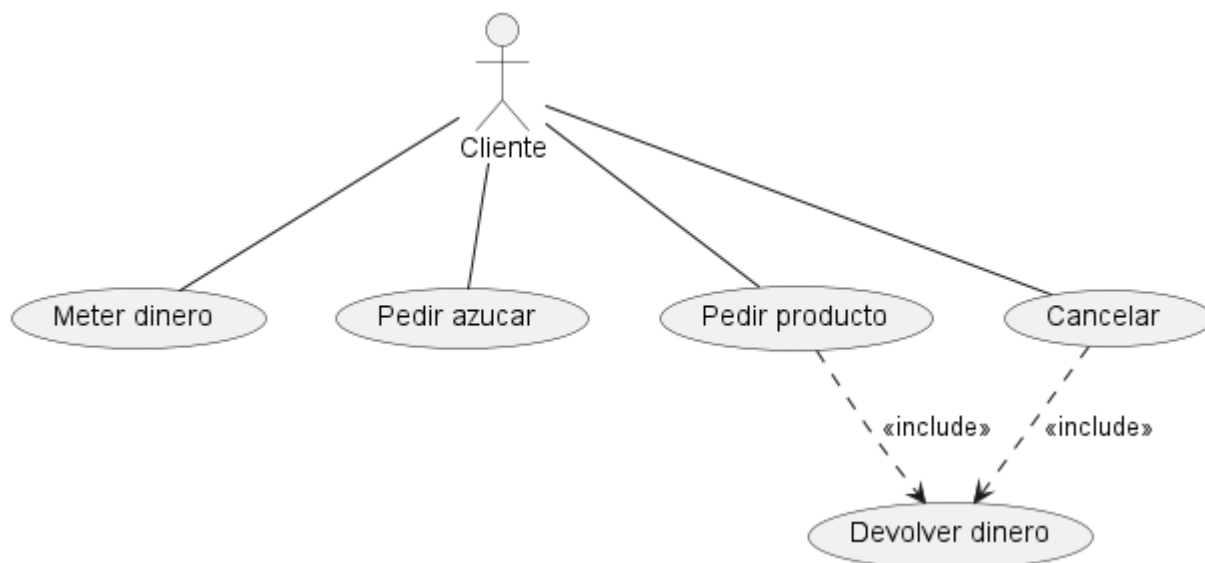 Cliente
Meter dinero
Pedir azucar
Pedir producto
Cancelar
«include»
«include»
Devolver dinero